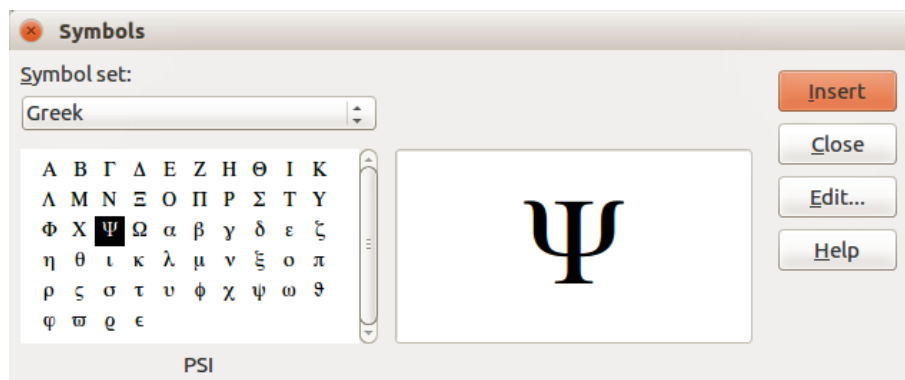 Symbols
Symbol set:
Greek
Α Β Γ Δ Ε Ζ Η Θ Ι Κ
Λ Μ Ν Ξ Ο Π Ρ Σ Τ Υ
Φ Χ Ψ Ω α β γ δ ε ζ
η θ ι κ λ μ ν ξ ο π
ρ ς σ τ υ ϕ χ ψ ω ϑ
φ ϖ ϱ ϵ
PSI
Ψ
Insert
Close
Edit...
Help